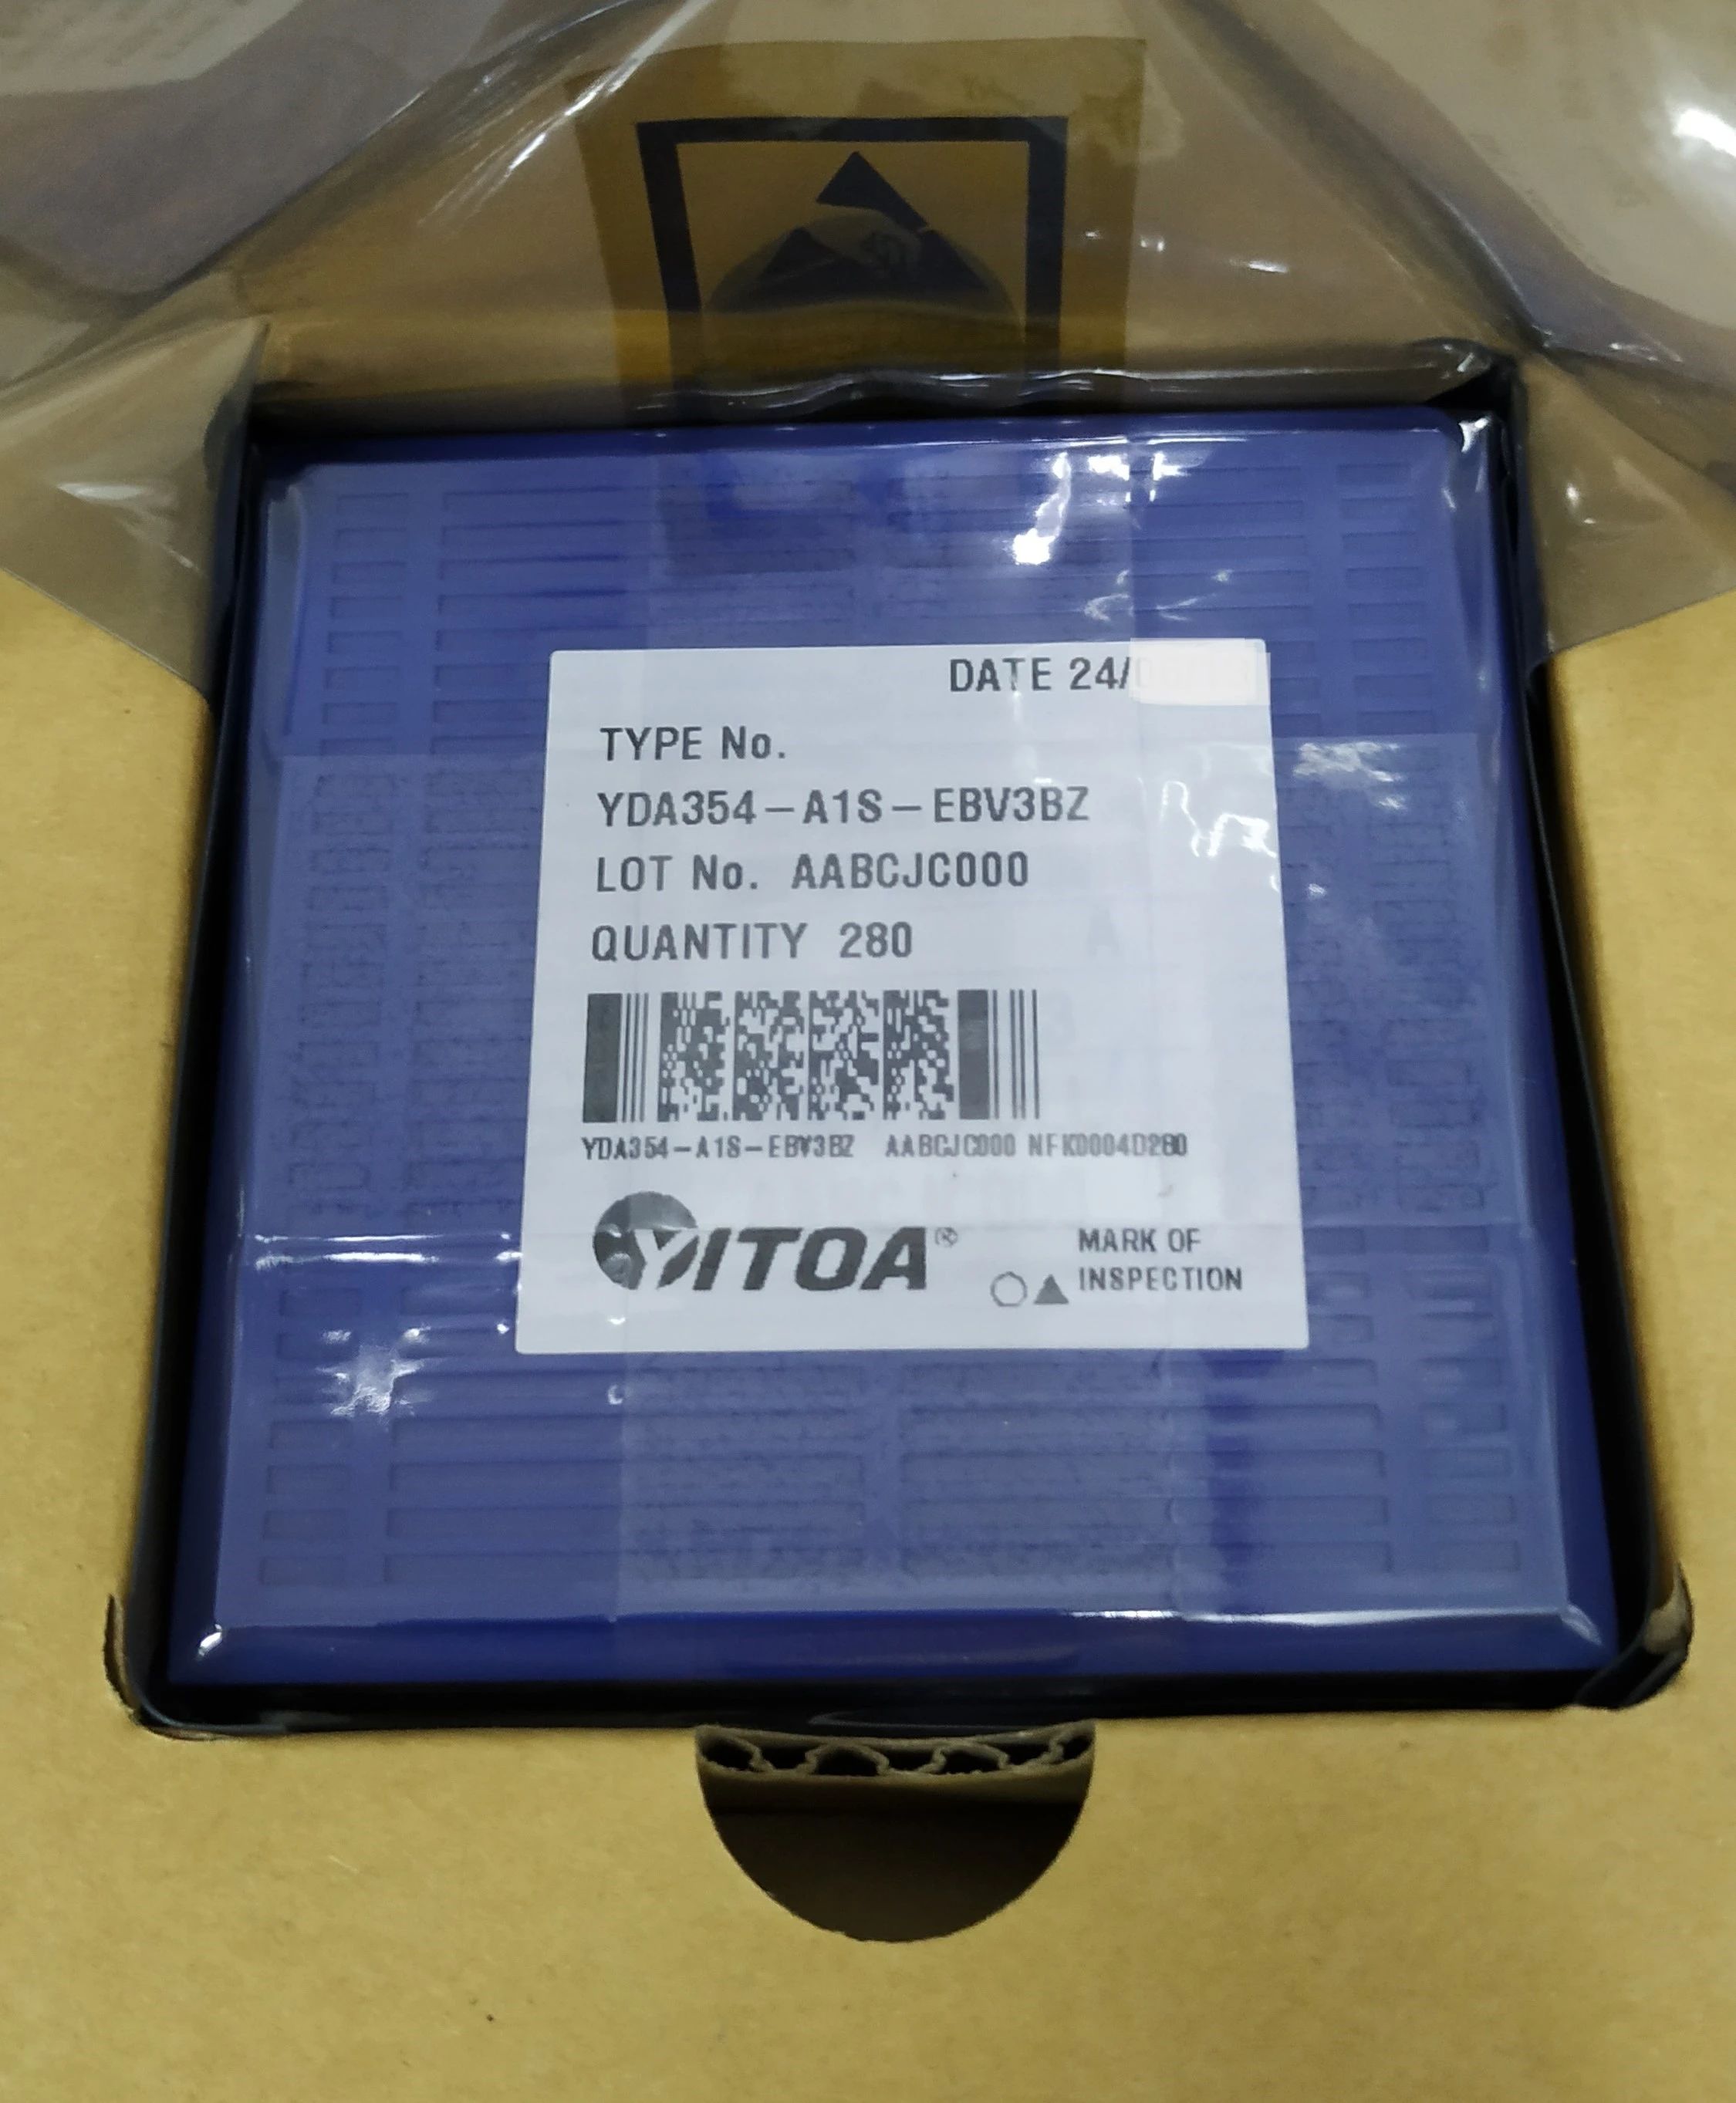 DATE 24/
TYPE No.
YDA354-A1S-EBV3BZ
LOT No. AABCJC000
QUANTITY 280
YDA354-A1S-EBV3BZ AABCJC000 NFK0004D280
YITOA®
MARK OF
INSPECTION